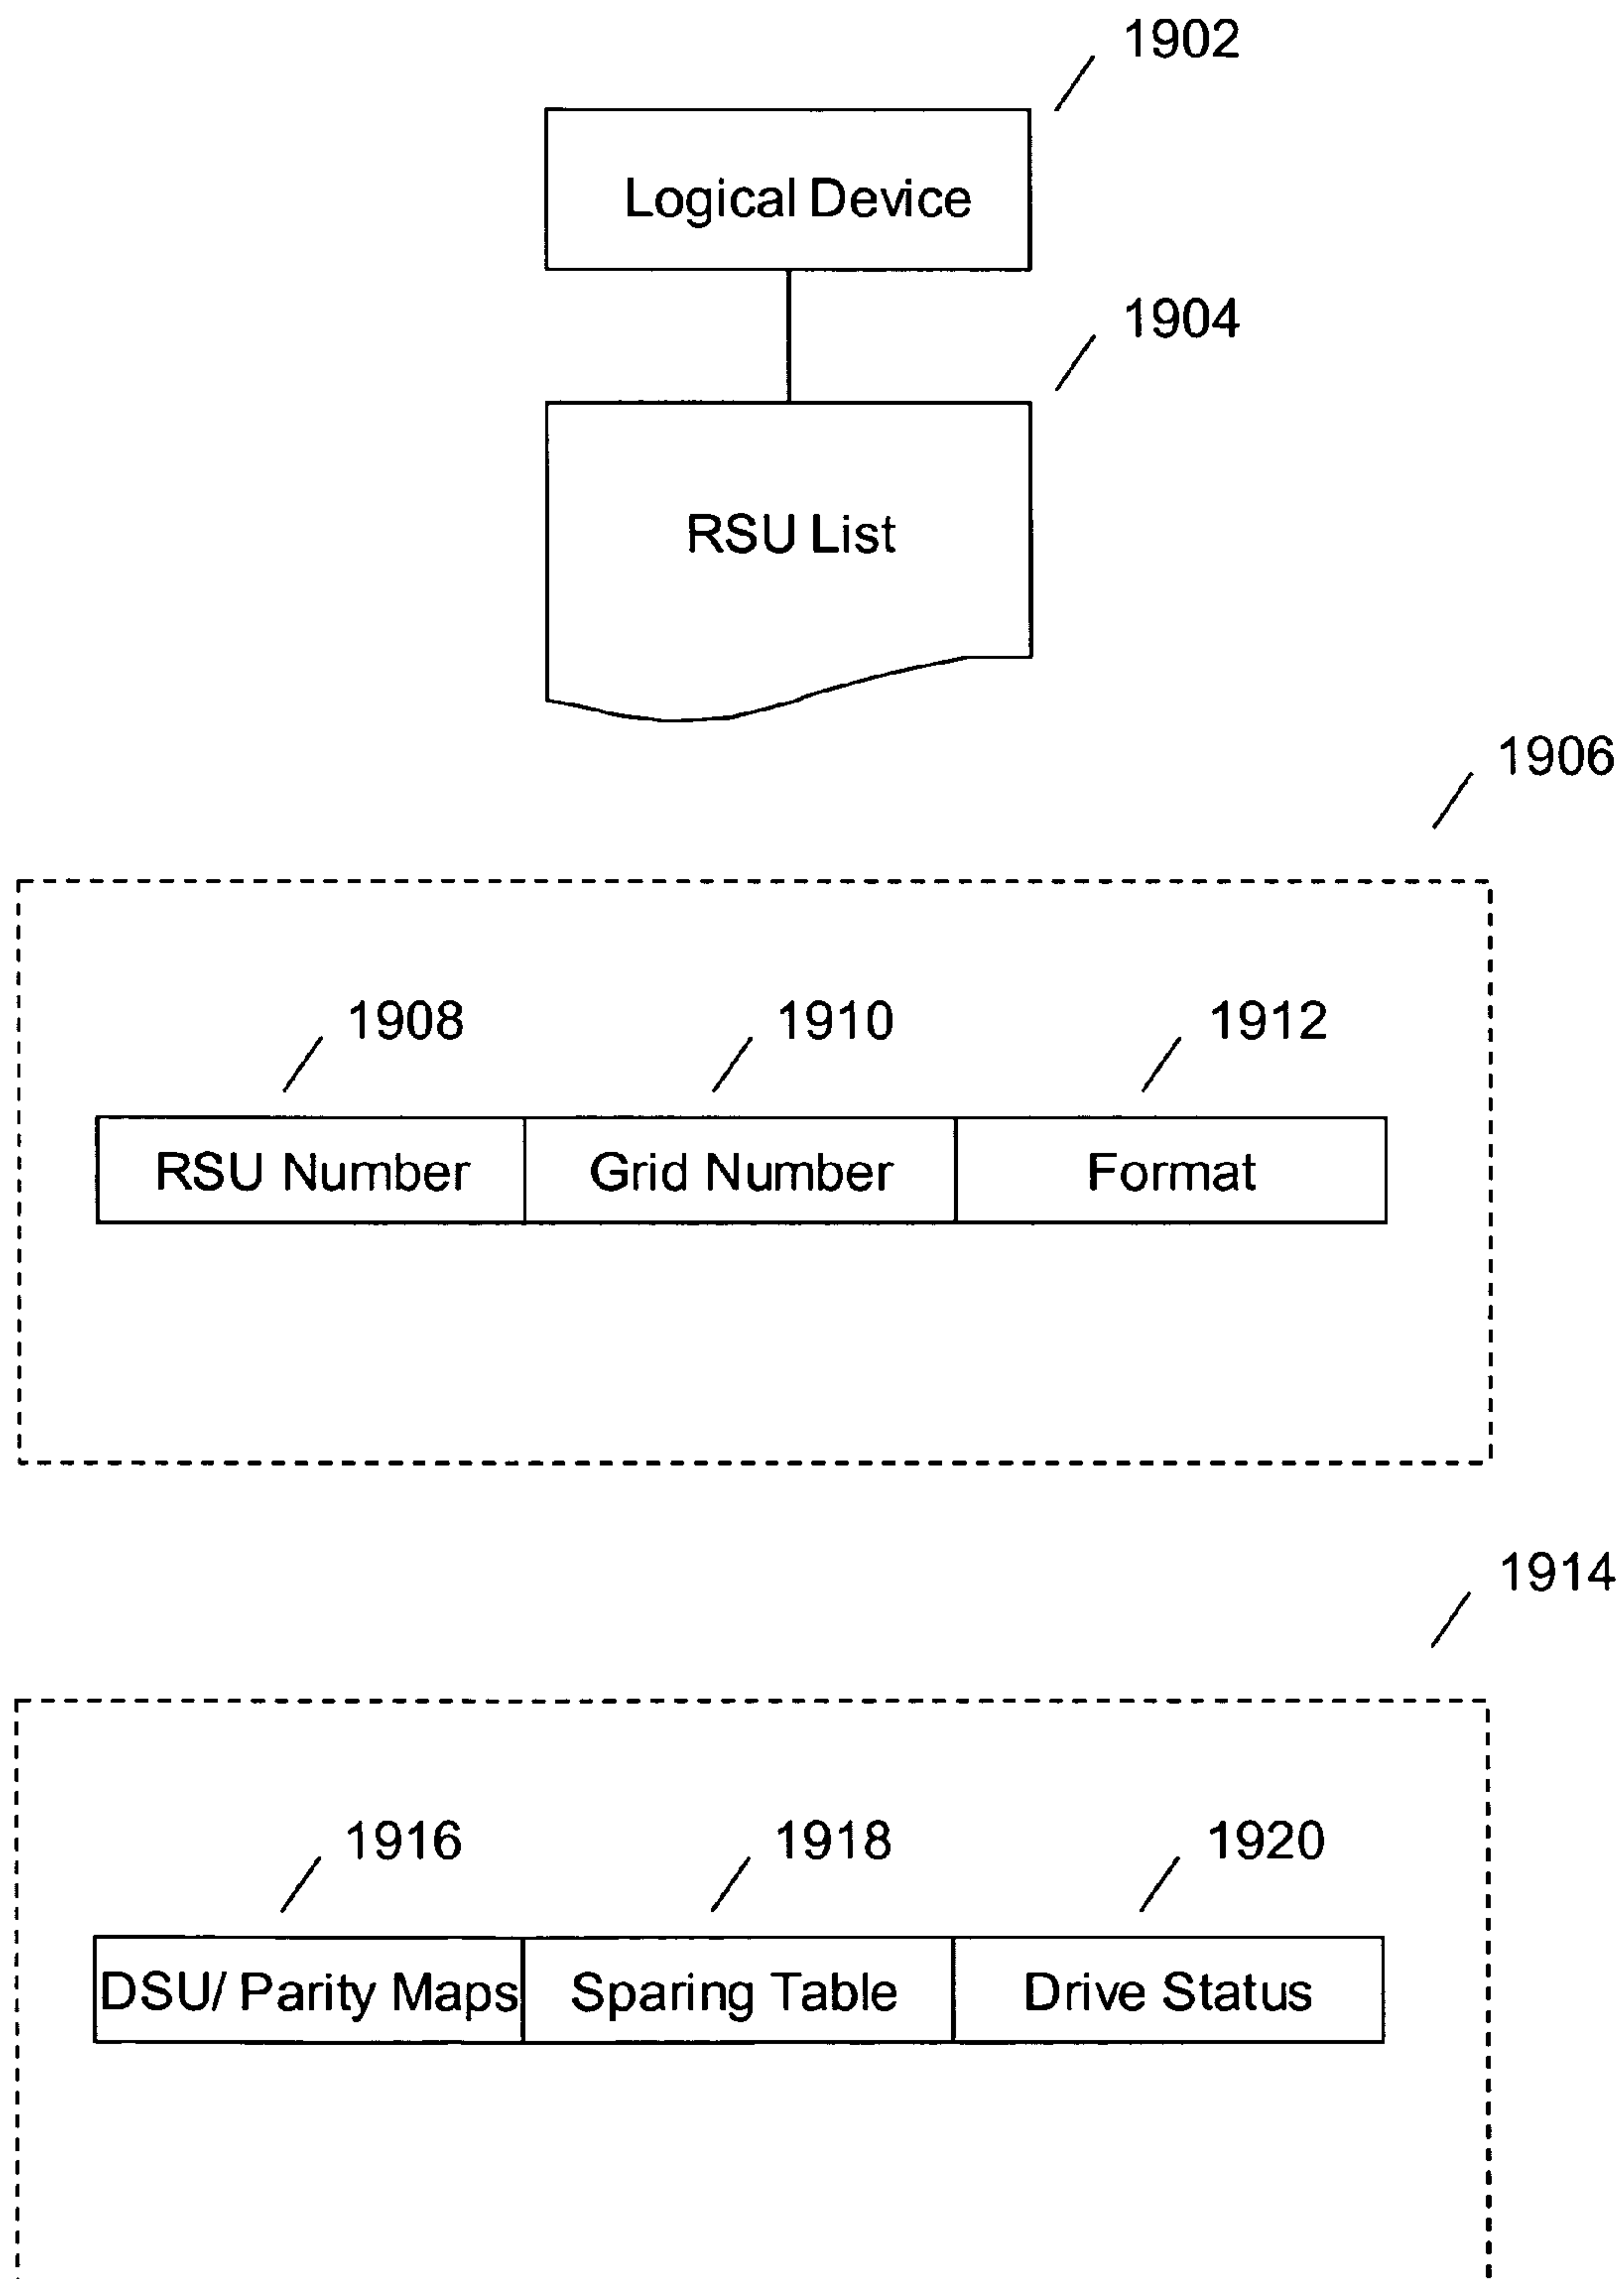 1902
Logical Device
1904
RSU List
1906
1908 1910 1912
RSU Number Grid Number Format
1914
1916 1918 1920
DSU/ Parity Maps Sparing Table Drive Status